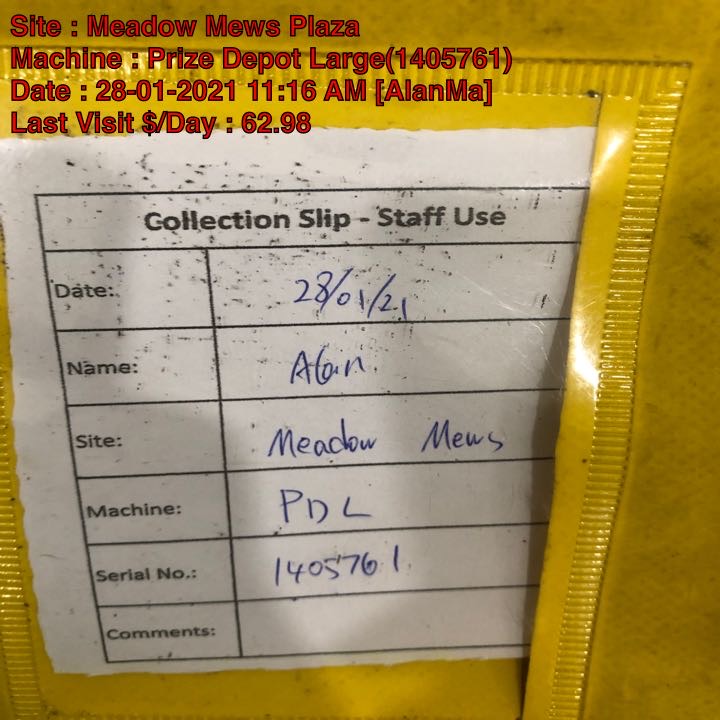 Site : Meadow Mews Plaza
Machine : Prize Depot Large(1405761)
Date : 28-01-2021 11:16 AM [AlanMa]
Last Visit $/Day : 62.98
Collection Slip - Staff Use
Date: 28/01/21
Name: Alan
Site: Meadow Mews
Machine: PDL
Serial No.: 1405761
Comments: